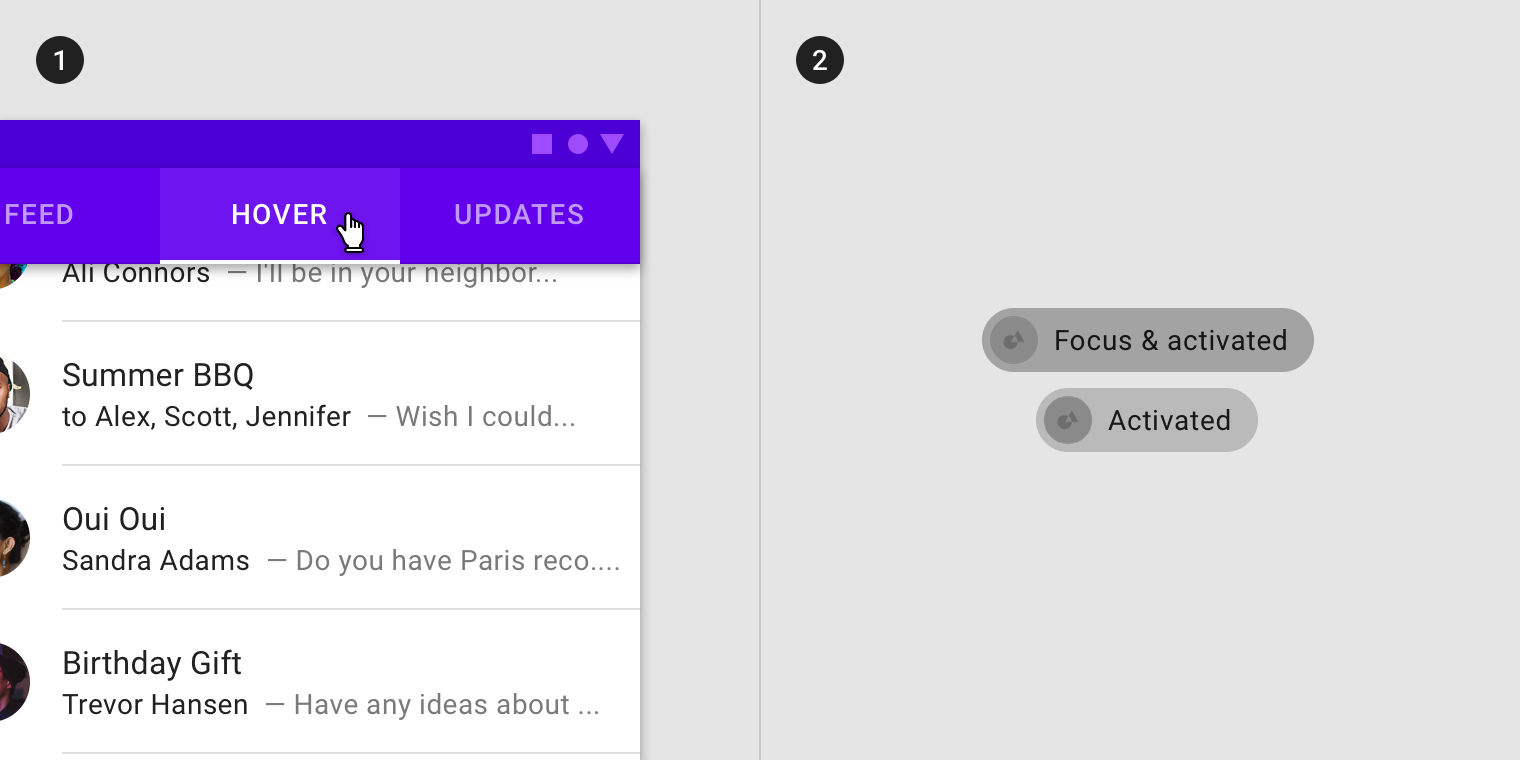 1
FEED HOVER UPDATES
Ali Connors — I'll be in your neighbor...
Summer BBQ
to Alex, Scott, Jennifer — Wish I could...
Oui Oui
Sandra Adams — Do you have Paris reco....
Birthday Gift
Trevor Hansen — Have any ideas about ...
2
Focus & activated
Activated